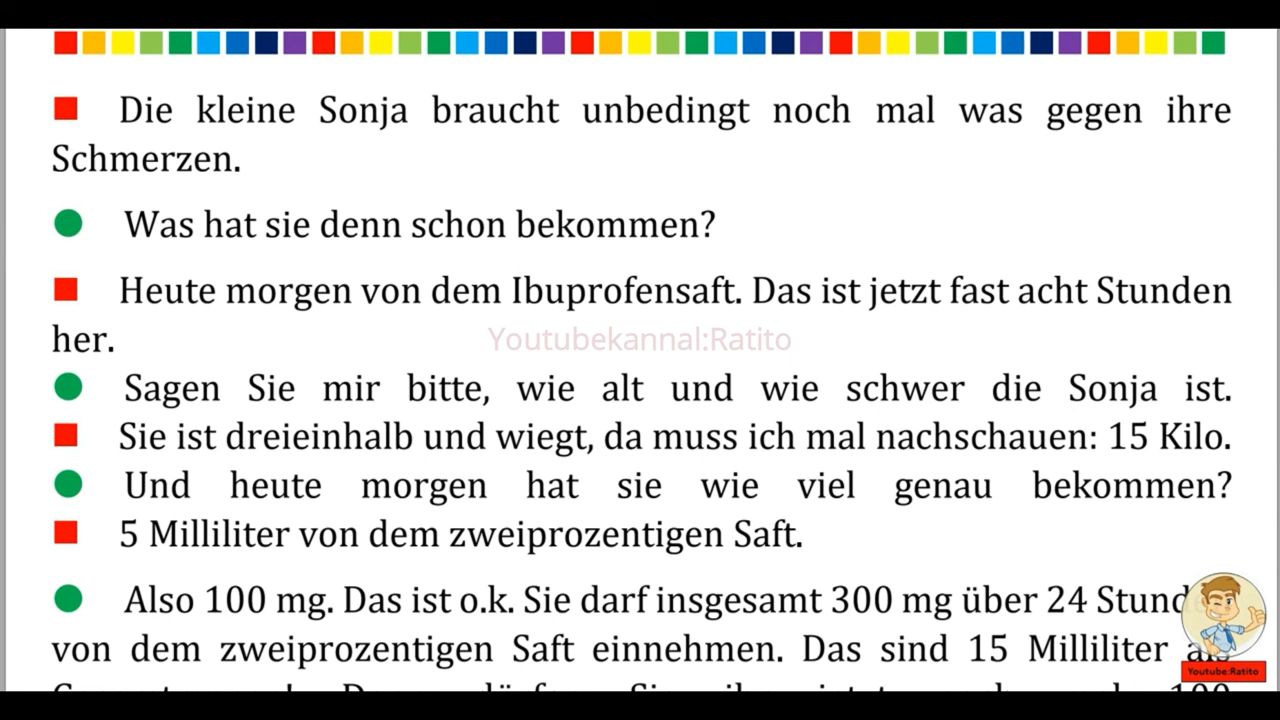 Die kleine Sonja braucht unbedingt noch mal was gegen ihre
Schmerzen.
Was hat sie denn schon bekommen?
Heute morgen von dem Ibuprofensaft. Das ist jetzt fast acht Stunden
her.
Youtubekannal:Ratito
Sagen Sie mir bitte, wie alt und wie schwer die Sonja ist.
Sie ist dreieinhalb und wiegt, da muss ich mal nachschauen: 15 Kilo.
Und heute morgen hat sie wie viel genau bekommen?
5 Milliliter von dem zweiprozentigen Saft.
Also 100 mg. Das ist o.k. Sie darf insgesamt 300 mg über 24
von dem zweiprozentigen Saft einnehmen. Das sind 15 Milliliter
Youtube:Ratito